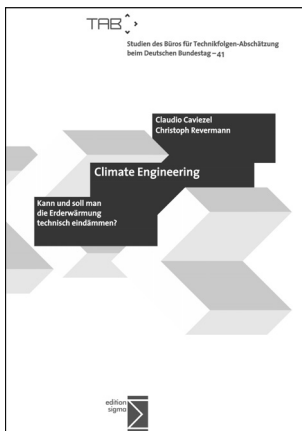 TAB
Studien des Büros für Technikfolgen-Abschätzung
beim Deutschen Bundestag – 41
Claudio Caviezel
Christoph Revermann
Climate Engineering
Kann und soll man
die Erderwärmung
technisch eindämmen?
edition
sigma